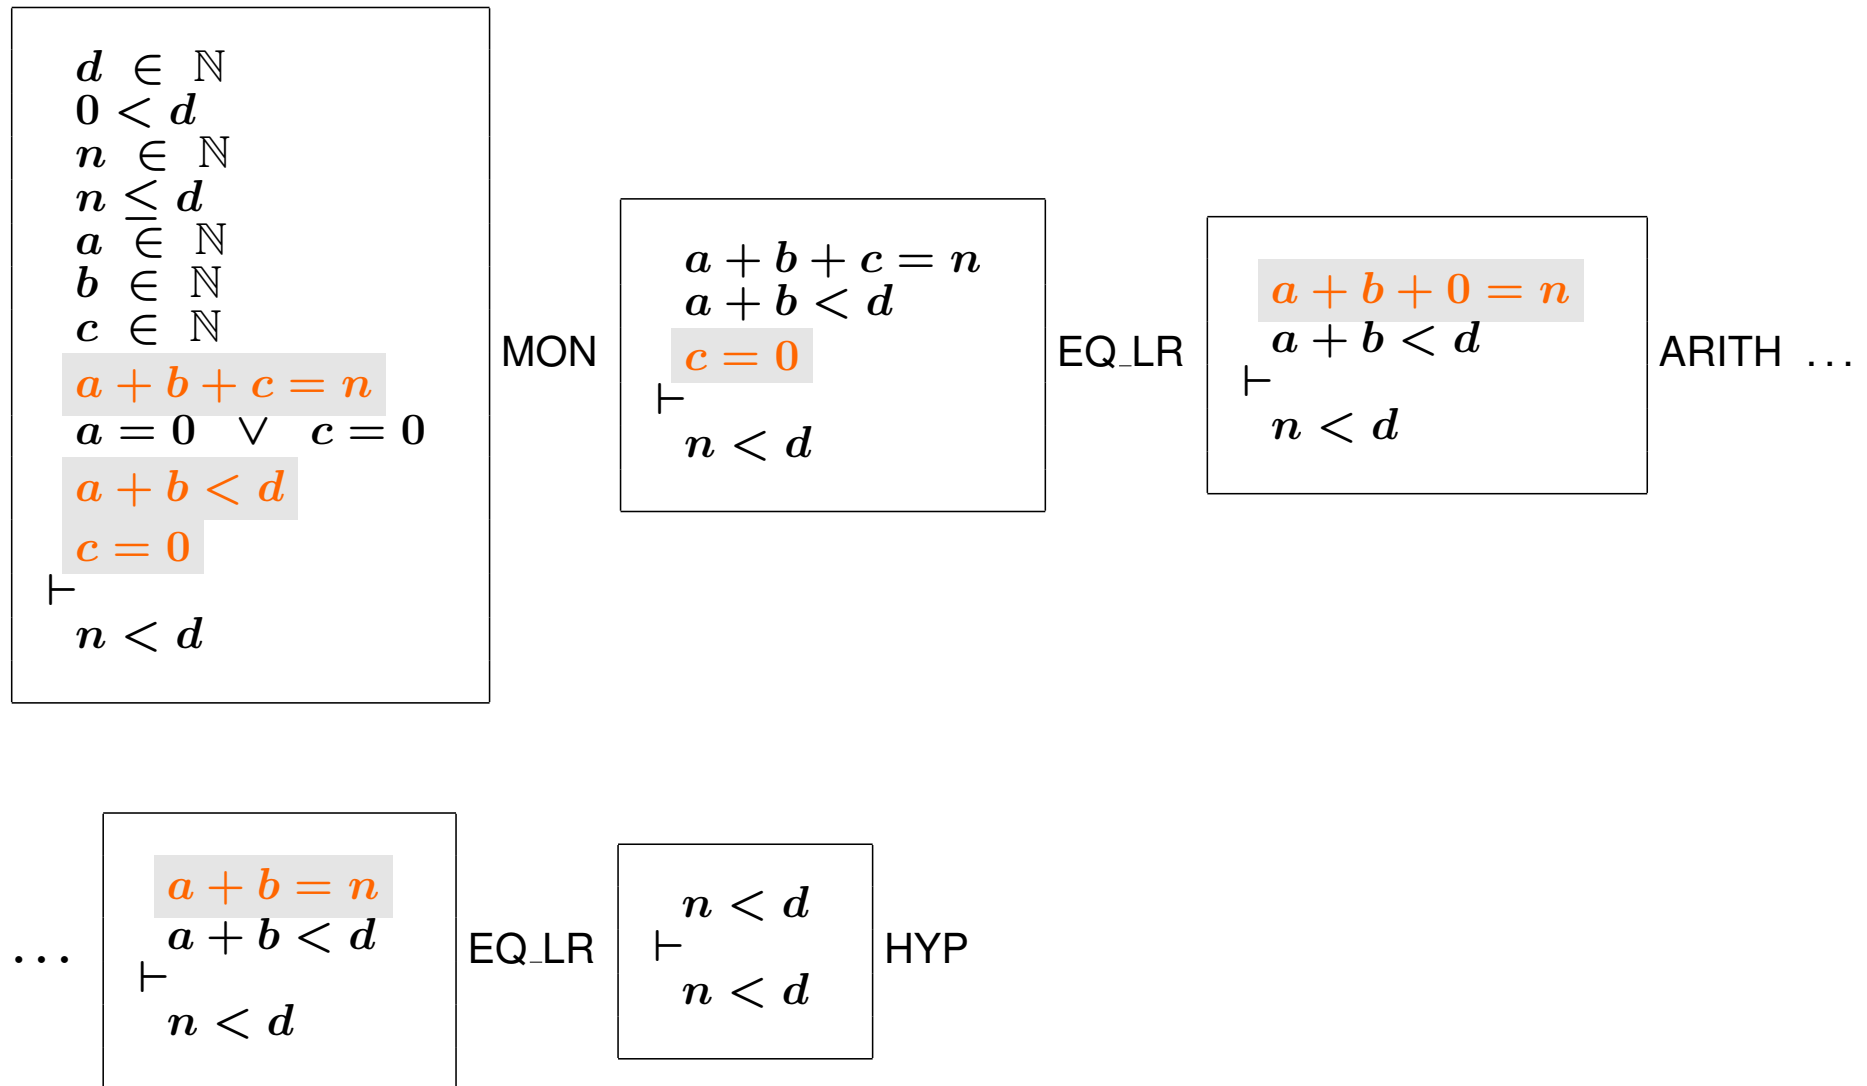 d ∈ ℕ
0 < d
n ∈ ℕ
n ≤ d
a ∈ ℕ
b ∈ ℕ
c ∈ ℕ
a + b + c = n
a = 0 ∨ c = 0
a + b < d
c = 0
⊢
n < d
MON
a + b + c = n
a + b < d
c = 0
⊢
n < d
EQ_LR
a + b + 0 = n
a + b < d
⊢
n < d
ARITH ...
...
a + b = n
a + b < d
⊢
n < d
EQ_LR
n < d
⊢
n < d
HYP